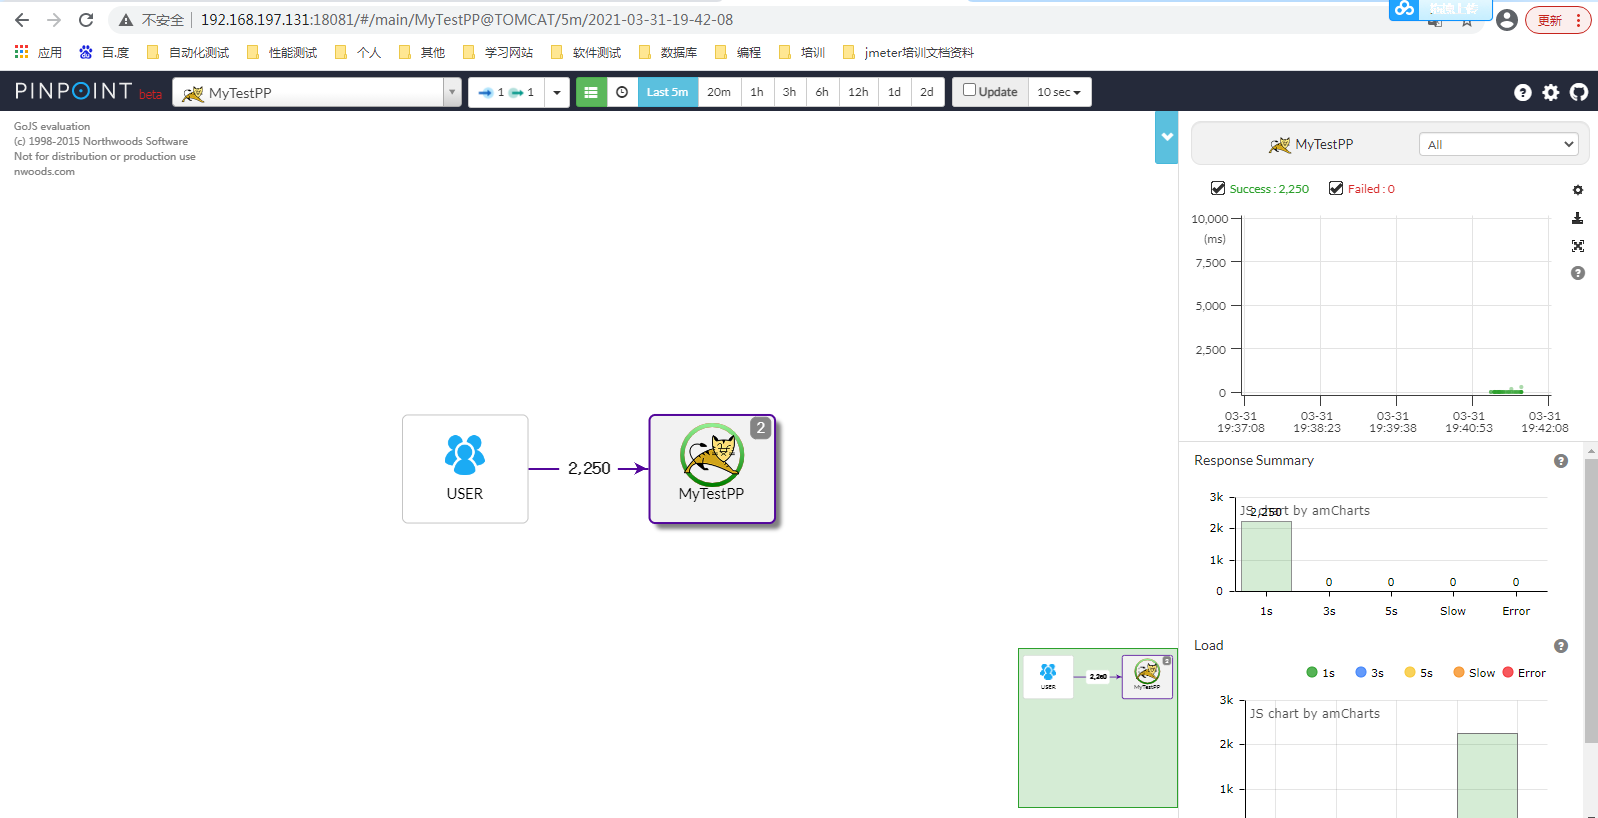 不安全 192.168.197.131:18081/#/main/MyTestPP@TOMCAT/5m/2021-03-31-19-42-08
更新
应用 百度 自动化测试 性能测试 个人 其他 学习网站 软件测试 数据库 编程 培训 jmeter培训文档资料
PINPOINT beta MyTestPP 1 1 Last 5m 20m 1h 3h 6h 12h 1d 2d Update 10 sec
GoJS evaluation
(c) 1998-2015 Northwoods Software
Not for distribution or production use
nwoods.com
USER
2,250
2
MyTestPP
USER
MyTestPP
MyTestPP All
Success : 2,250 Failed : 0
10,000
(ms)
7,500
5,000
2,500
0
03-31 03-31 03-31 03-31 03-31
19:37:08 19:38:23 19:39:38 19:40:53 19:42:08
Response Summary
3k
JS chart by amCharts
2,250
2k
1k
0 0 0 0
0
1s 3s 5s Slow Error
Load
1s 3s 5s Slow Error
3k
JS chart by amCharts
2k
1k